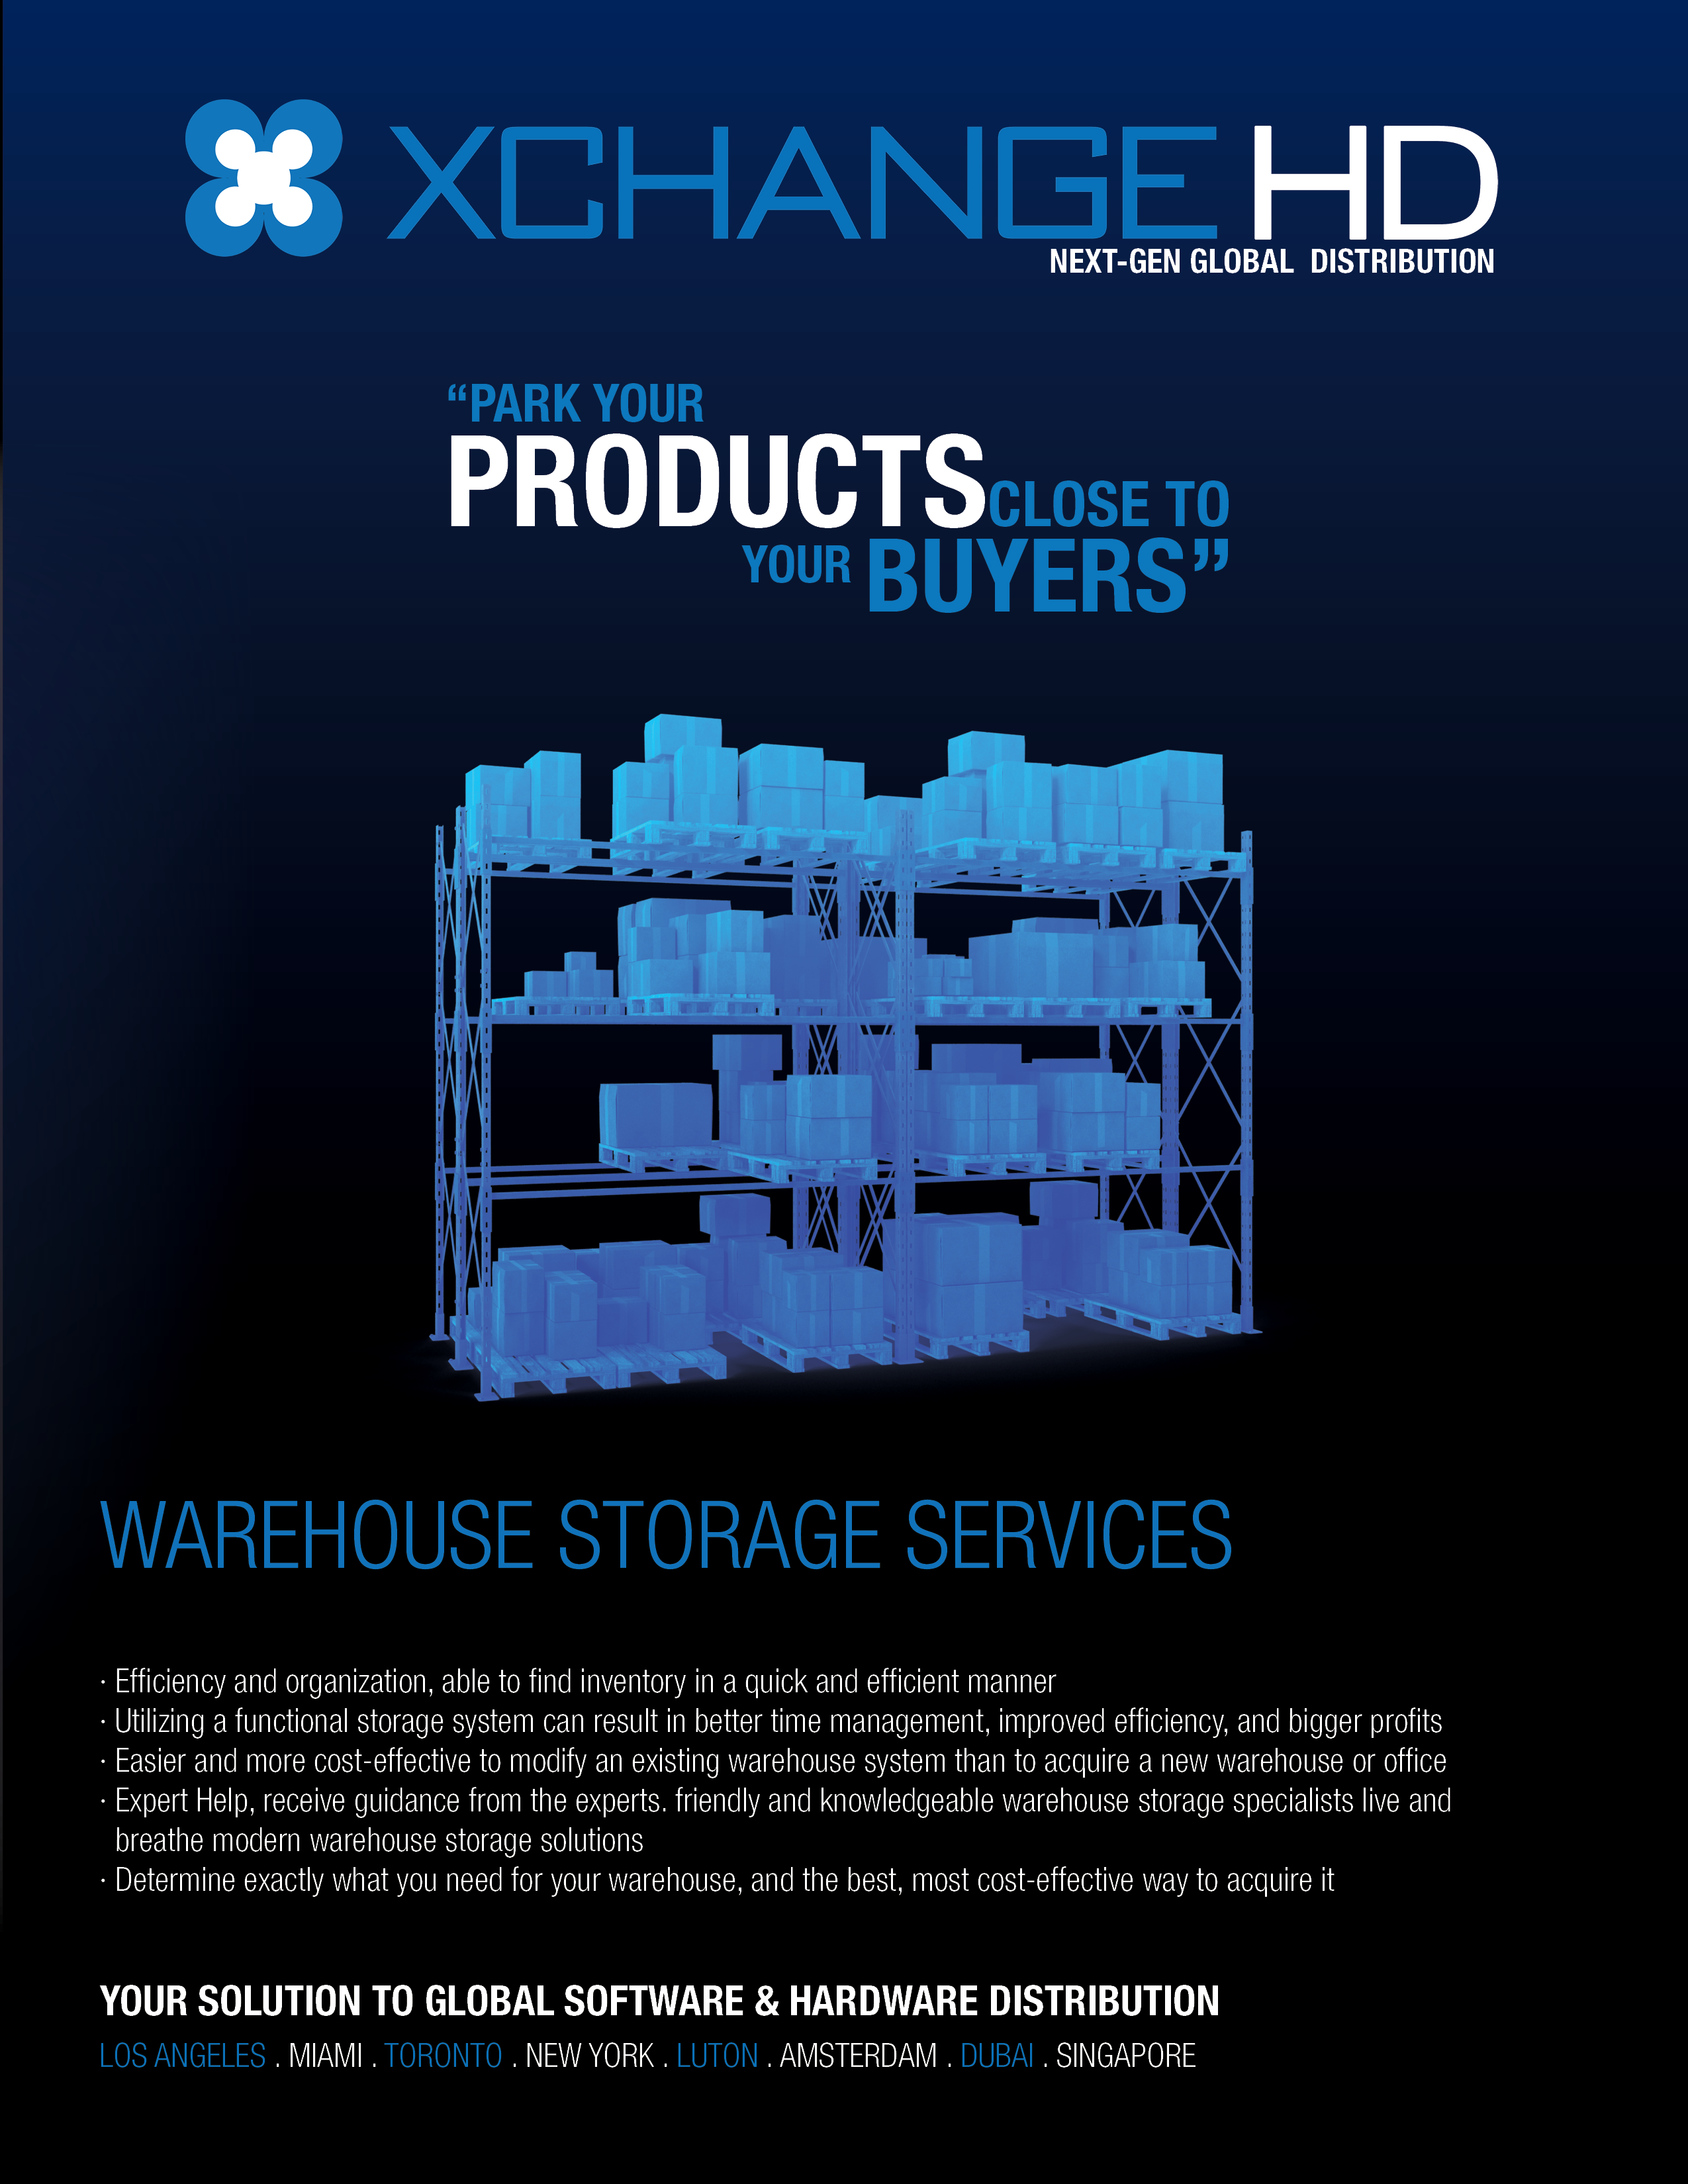 XCHANGE HD
NEXT-GEN GLOBAL DISTRIBUTION
“PARK YOUR
PRODUCTS CLOSE TO
YOUR BUYERS”
WAREHOUSE STORAGE SERVICES
· Efficiency and organization, able to find inventory in a quick and efficient manner
· Utilizing a functional storage system can result in better time management, improved efficiency, and bigger profits
· Easier and more cost-effective to modify an existing warehouse system than to acquire a new warehouse or office
· Expert Help, receive guidance from the experts. friendly and knowledgeable warehouse storage specialists live and
breathe modern warehouse storage solutions
· Determine exactly what you need for your warehouse, and the best, most cost-effective way to acquire it
YOUR SOLUTION TO GLOBAL SOFTWARE & HARDWARE DISTRIBUTION
LOS ANGELES . MIAMI . TORONTO . NEW YORK . LUTON . AMSTERDAM . DUBAI . SINGAPORE